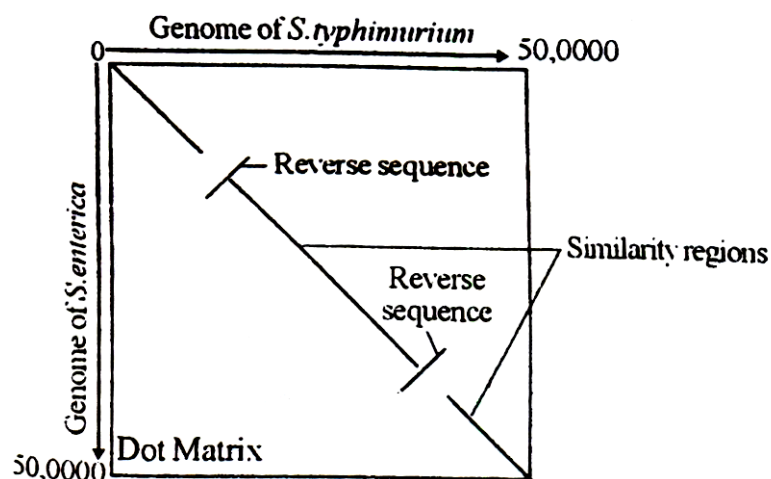 Genome of S.typhimurium
0
50,0000
Reverse sequence
Genome of S.enterica
Similarity regions
Reverse
sequence
Dot Matrix
50,0000